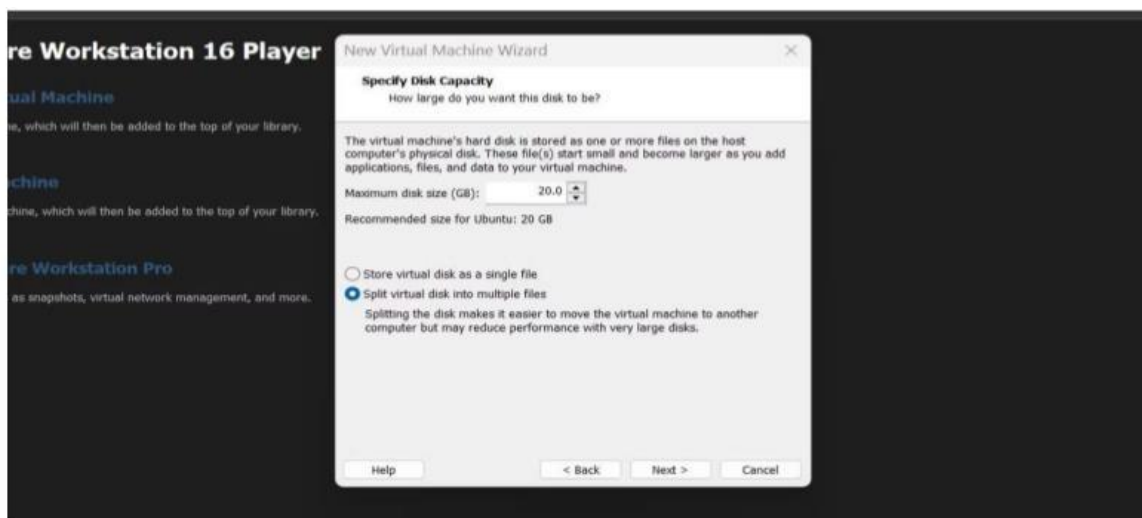 re Workstation 16 Player
ual Machine
ne, which will then be added to the top of your library.
achine
chine, which will then be added to the top of your library.
re Workstation Pro
as snapshots, virtual network management, and more.
New Virtual Machine Wizard
Specify Disk Capacity
How large do you want this disk to be?
The virtual machine's hard disk is stored as one or more files on the host
computer's physical disk. These file(s) start small and become larger as you add
applications, files, and data to your virtual machine.
Maximum disk size (GB): 20.0
Recommended size for Ubuntu: 20 GB
Store virtual disk as a single file
Split virtual disk into multiple files
Splitting the disk makes it easier to move the virtual machine to another
computer but may reduce performance with very large disks.
Help < Back Next > Cancel